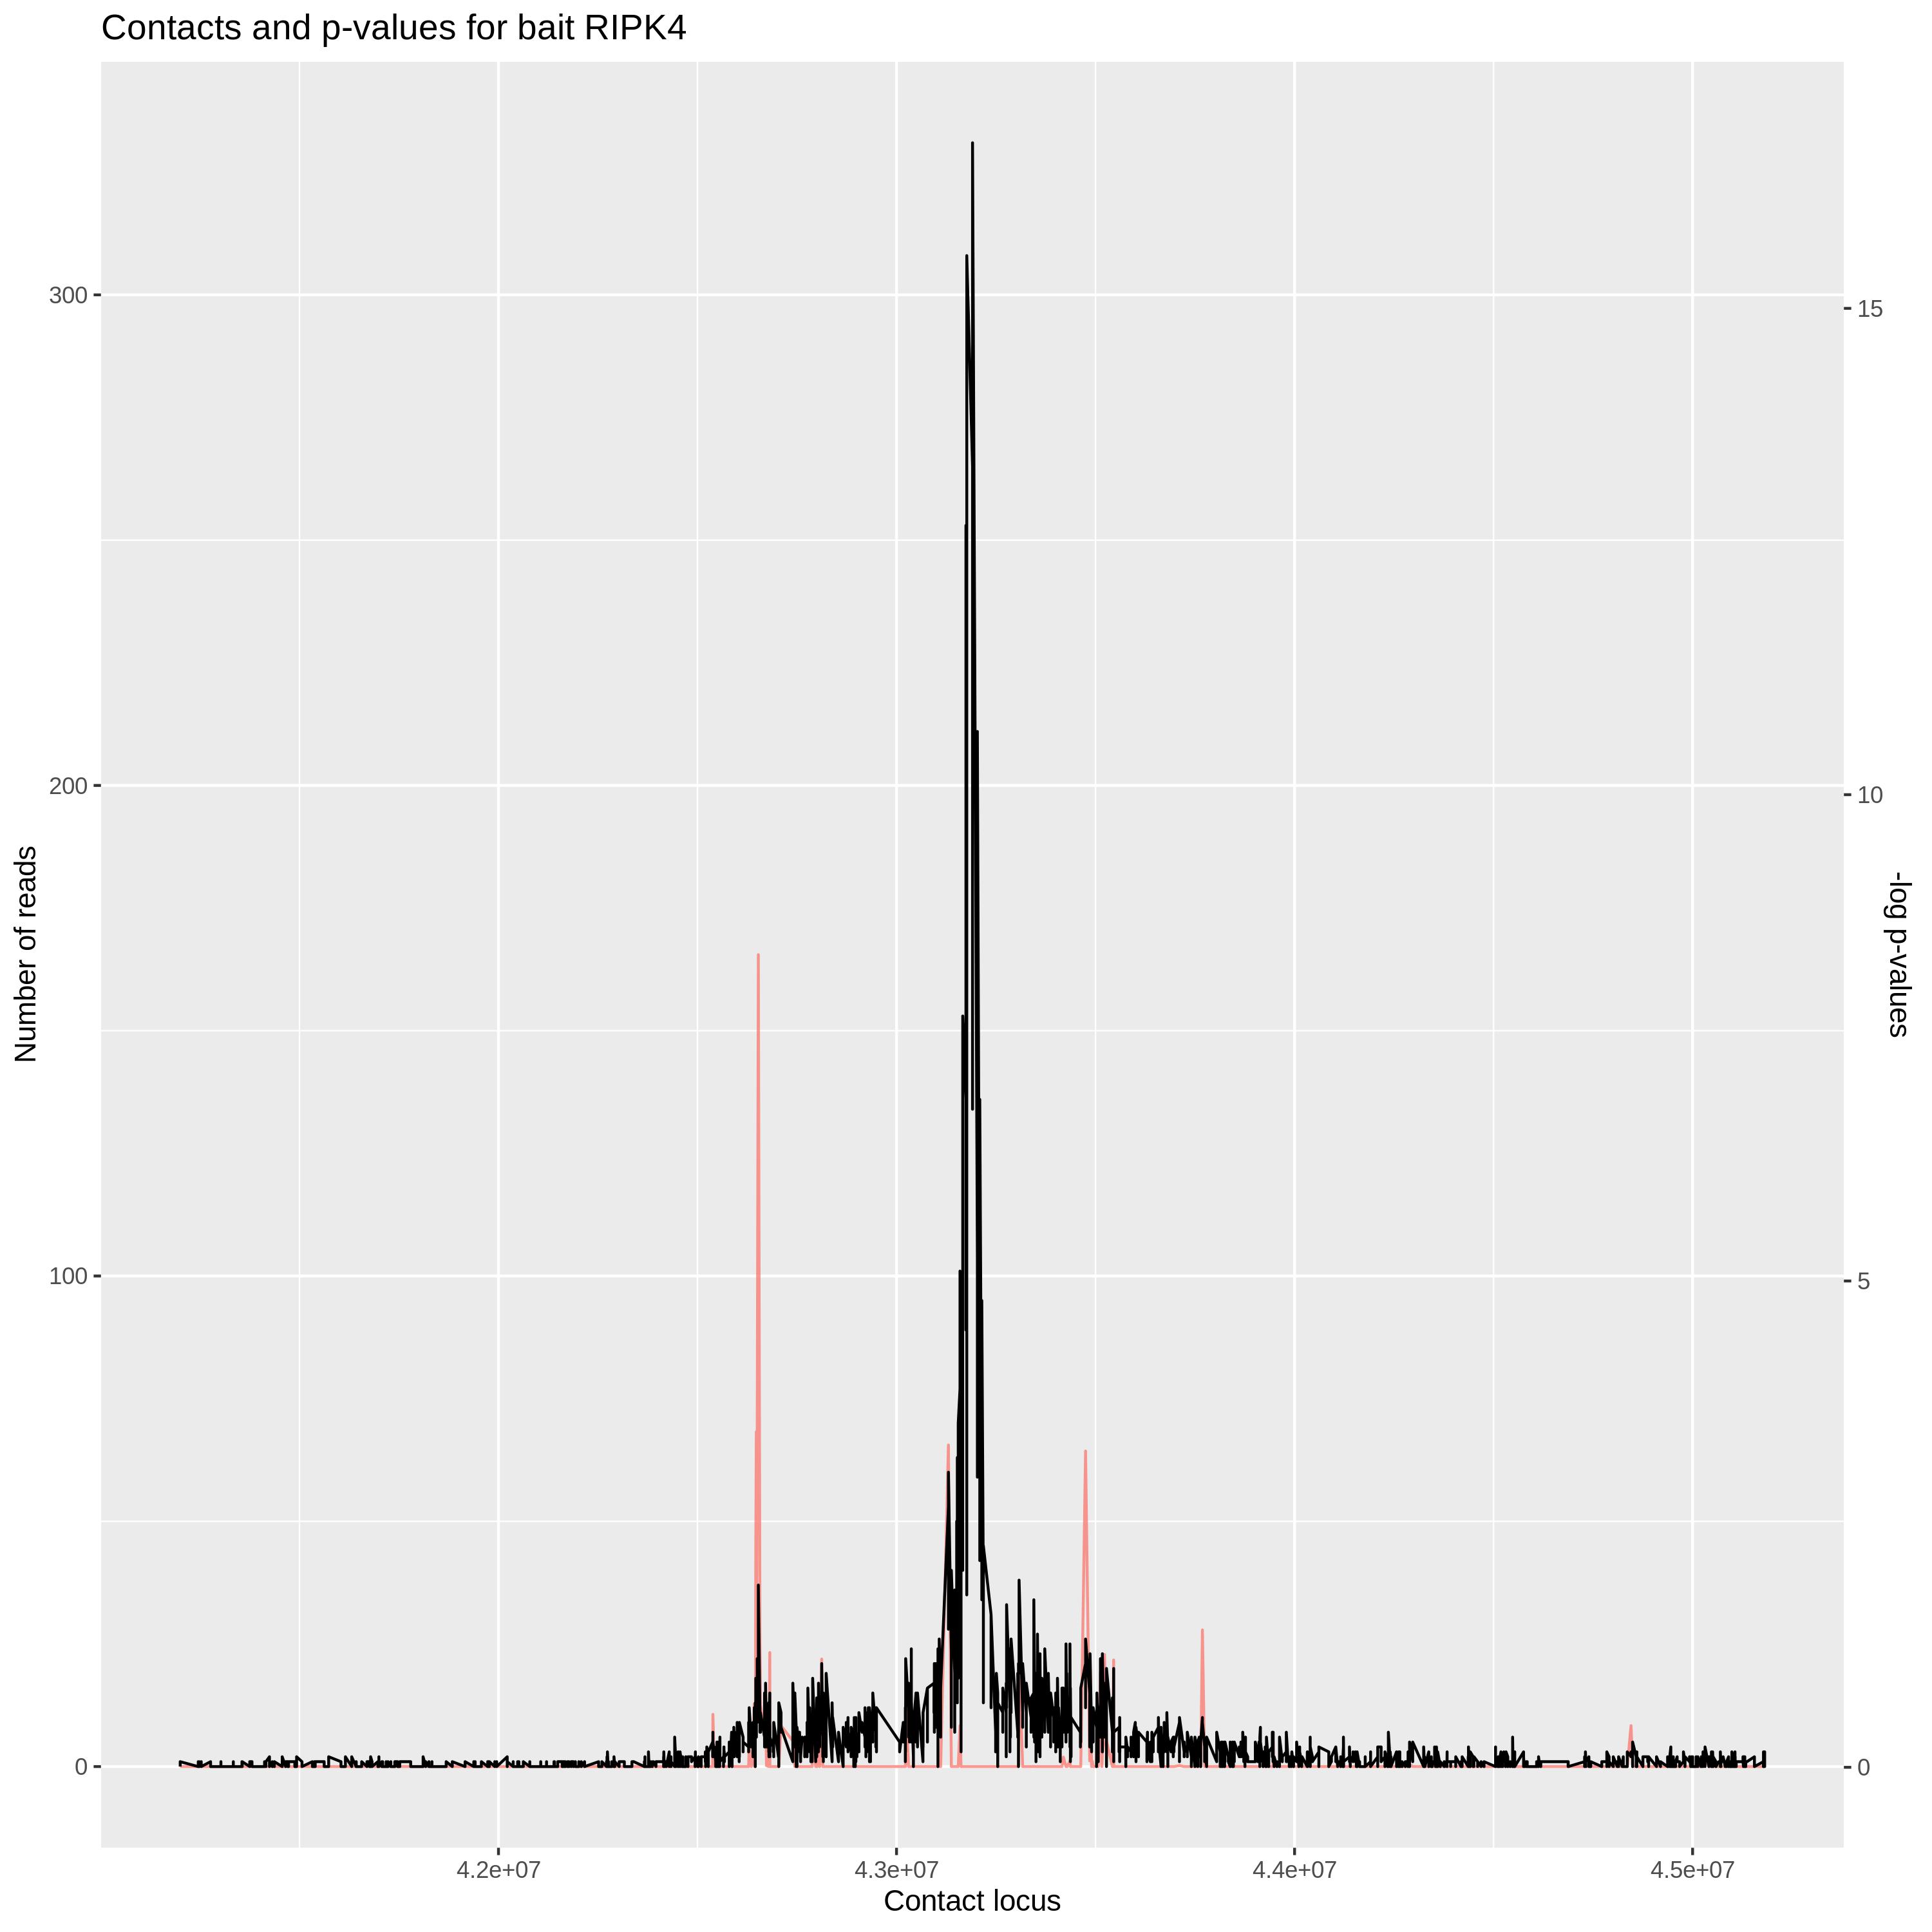 Contacts and p-values for bait RIPK4
Number of reads
300
200
100
0
15
10
5
0
-log p-values
4.2e+07
4.3e+07
4.4e+07
4.5e+07
Contact locus